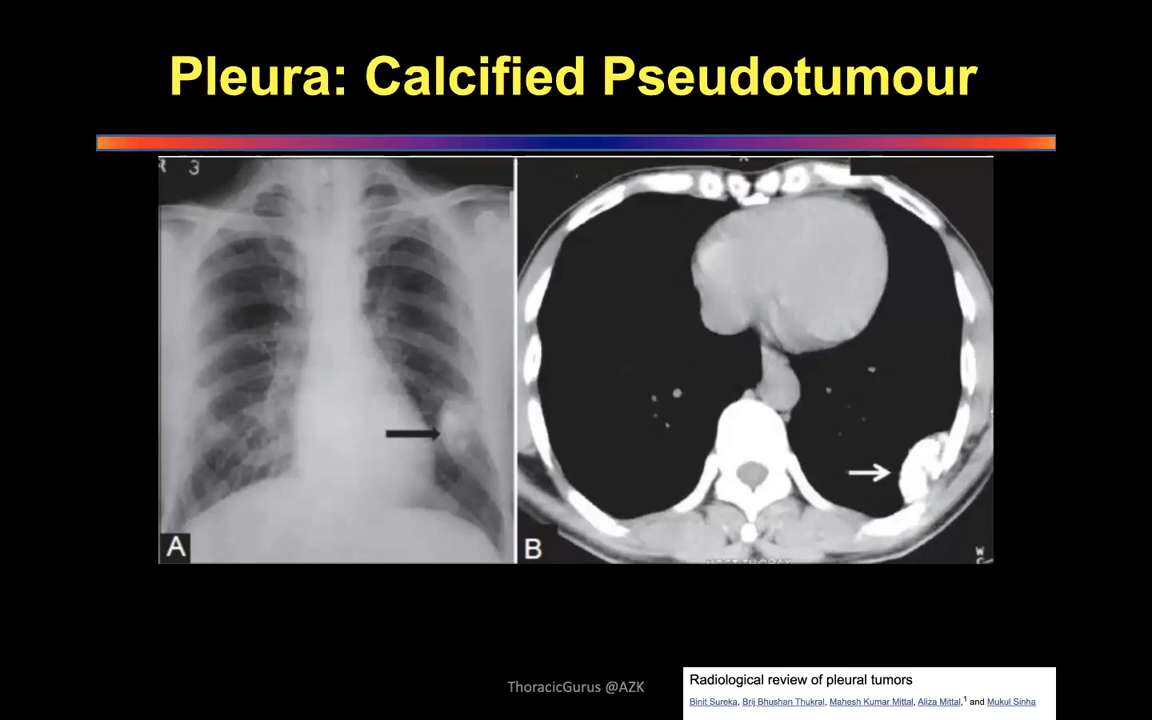 Pleura: Calcified Pseudotumour
R 3
A
B
ThoracicGurus @AZK
Radiological review of pleural tumors
Binit Sureka, Brij Bhushan Thukral, Mahesh Kumar Mittal, Aliza Mittal,1 and Mukul Sinha